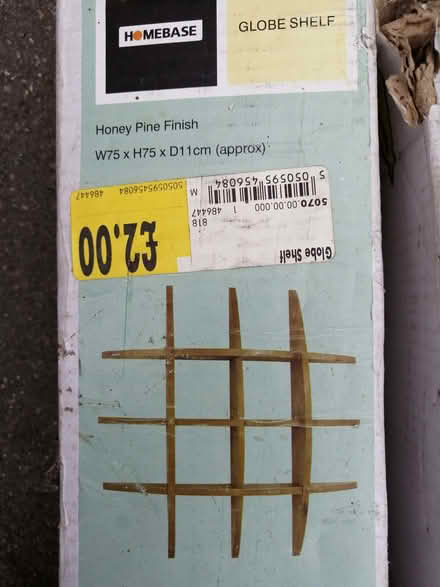 HOMEBASE
GLOBE SHELF
Honey Pine Finish
W75 x H75 x D11cm (approx)
Globe Shelf
818
5070 00.00.000 1 486447 M
5 050595 456084
£2.00
5050595456084 486447